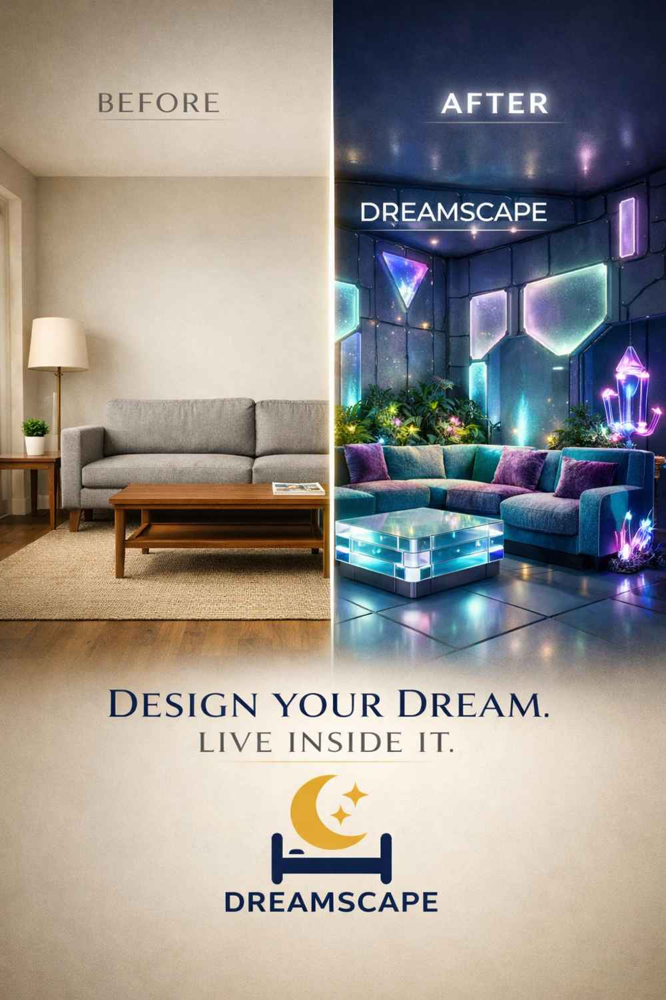 BEFORE
AFTER
DREAMSCAPE
DESIGN YOUR DREAM.
LIVE INSIDE IT.
DREAMSCAPE